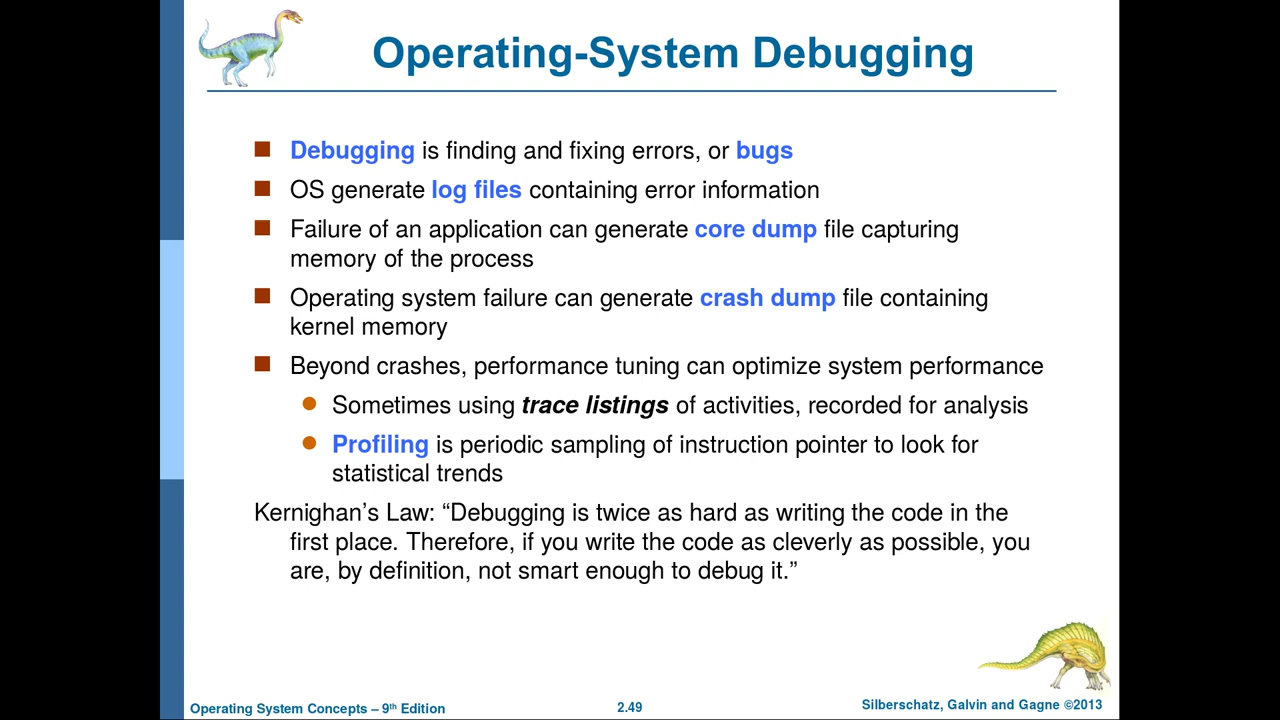 Operating-System Debugging
Debugging is finding and fixing errors, or bugs
OS generate log files containing error information
Failure of an application can generate core dump file capturing
memory of the process
Operating system failure can generate crash dump file containing
kernel memory
Beyond crashes, performance tuning can optimize system performance
Sometimes using trace listings of activities, recorded for analysis
Profiling is periodic sampling of instruction pointer to look for
statistical trends
Kernighan’s Law: “Debugging is twice as hard as writing the code in the
first place. Therefore, if you write the code as cleverly as possible, you
are, by definition, not smart enough to debug it.”
Operating System Concepts – 9th Edition
2.49
Silberschatz, Galvin and Gagne ©2013